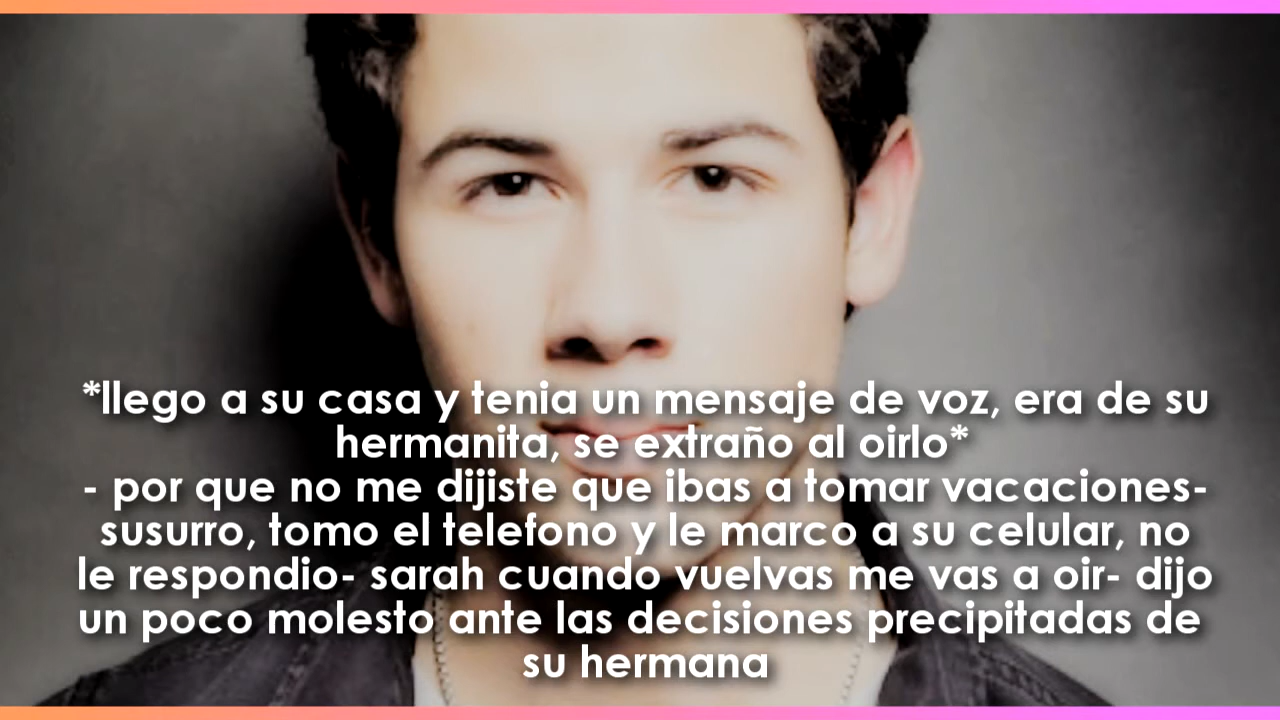 *llego a su casa y tenia un mensaje de voz, era de su
hermanita, se extraño al oirlo*
- por que no me dijiste que ibas a tomar vacaciones-
susurro, tomo el telefono y le marco a su celular, no
le respondio- sarah cuando vuelvas me vas a oir- dijo
un poco molesto ante las decisiones precipitadas de
su hermana